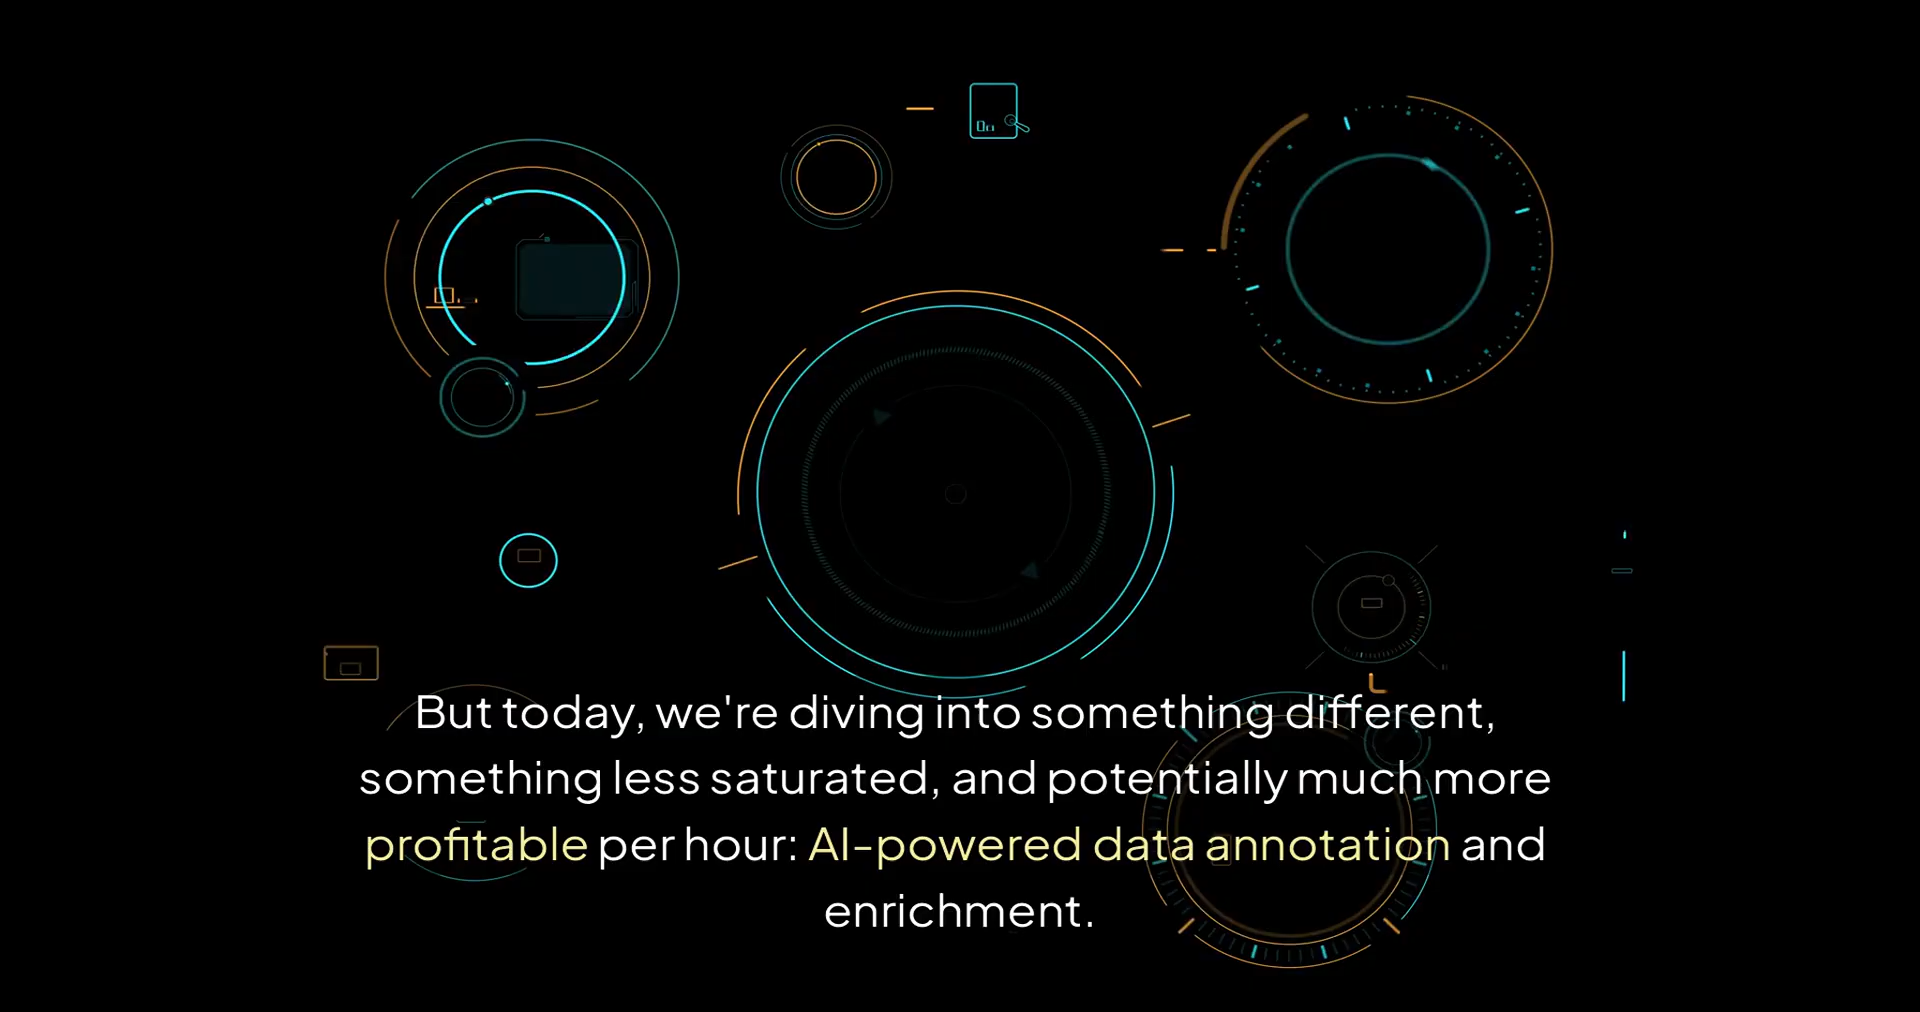 But today, we're diving into something different,
something less saturated, and potentially much more
profitable per hour: AI-powered data annotation and
enrichment.